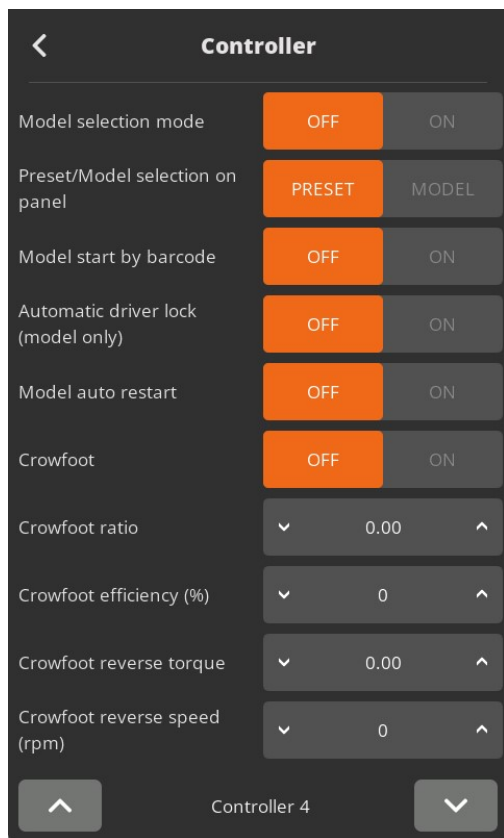 Controller
Model selection mode OFF ON
Preset/Model selection on
panel PRESET MODEL
Model start by barcode OFF ON
Automatic driver lock
(model only) OFF ON
Model auto restart OFF ON
Crowfoot OFF ON
Crowfoot ratio 0.00
Crowfoot efficiency (%) 0
Crowfoot reverse torque 0.00
Crowfoot reverse speed
(rpm) 0
Controller 4